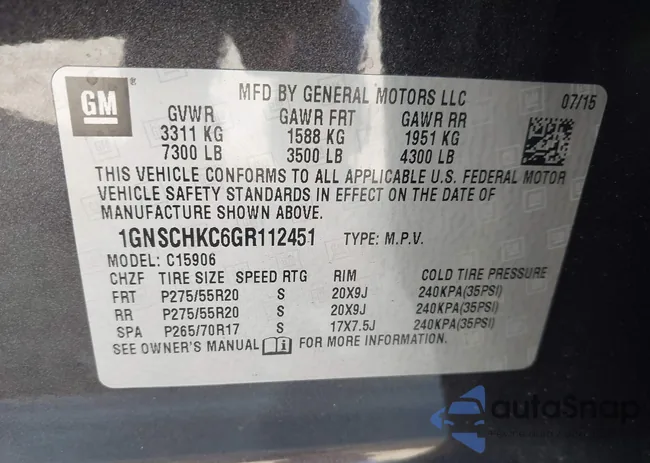 GM ®
MFD BY GENERAL MOTORS LLC 07/15
GVWR GAWR FRT GAWR RR
3311 KG 1588 KG 1951 KG
7300 LB 3500 LB 4300 LB
THIS VEHICLE CONFORMS TO ALL APPLICABLE U.S. FEDERAL MOTOR
VEHICLE SAFETY STANDARDS IN EFFECT ON THE DATE OF
MANUFACTURE SHOWN ABOVE.
1GNSCHKC6GR112451 TYPE: M.P.V.
MODEL: C15906
CHZF TIRE SIZE SPEED RTG RIM COLD TIRE PRESSURE
FRT P275/55R20 S 20X9J 240KPA(35PSI)
RR P275/55R20 S 20X9J 240KPA(35PSI)
SPA P265/70R17 S 17X7.5J 240KPA(35PSI)
SEE OWNER'S MANUAL FOR MORE INFORMATION.
autoSnap